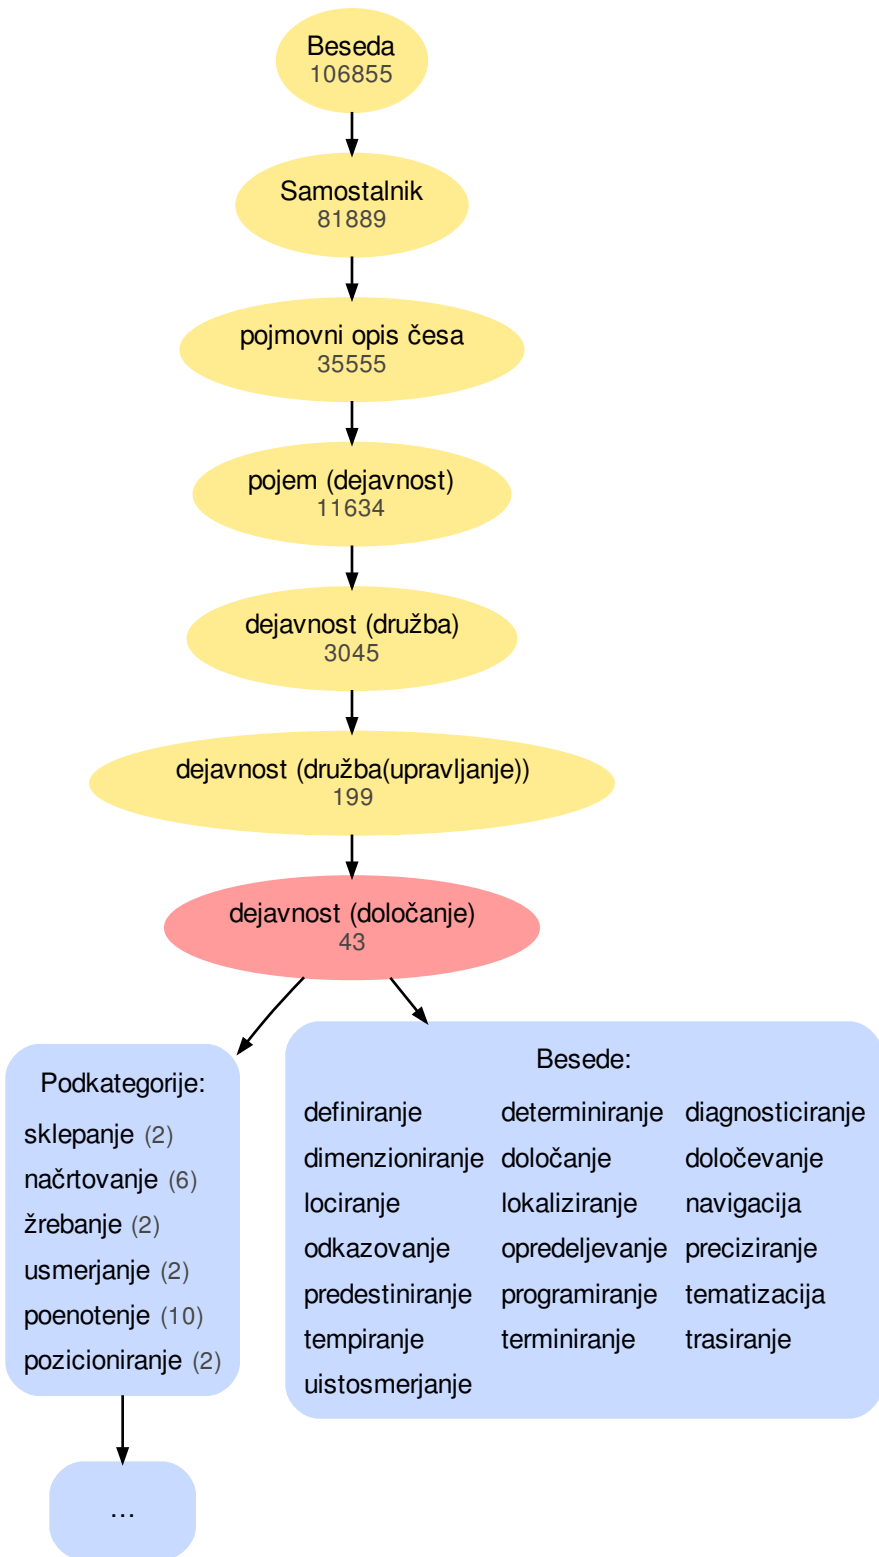 Beseda
106855
Samostalnik
81889
pojmovni opis česa
35555
pojem (dejavnost)
11634
dejavnost (družba)
3045
dejavnost (družba(upravljanje))
199
dejavnost (določanje)
43
Podkategorije:
sklepanje (2)
načrtovanje (6)
žrebanje (2)
usmerjanje (2)
poenotenje (10)
pozicioniranje (2)
...
Besede:
definiranje determiniranje diagnosticiranje
dimenzioniranje določanje določevanje
lociranje lokaliziranje navigacija
odkazovanje opredeljevanje preciziranje
predestiniranje programiranje tematizacija
tempiranje terminiranje trasiranje
uistosmerjanje